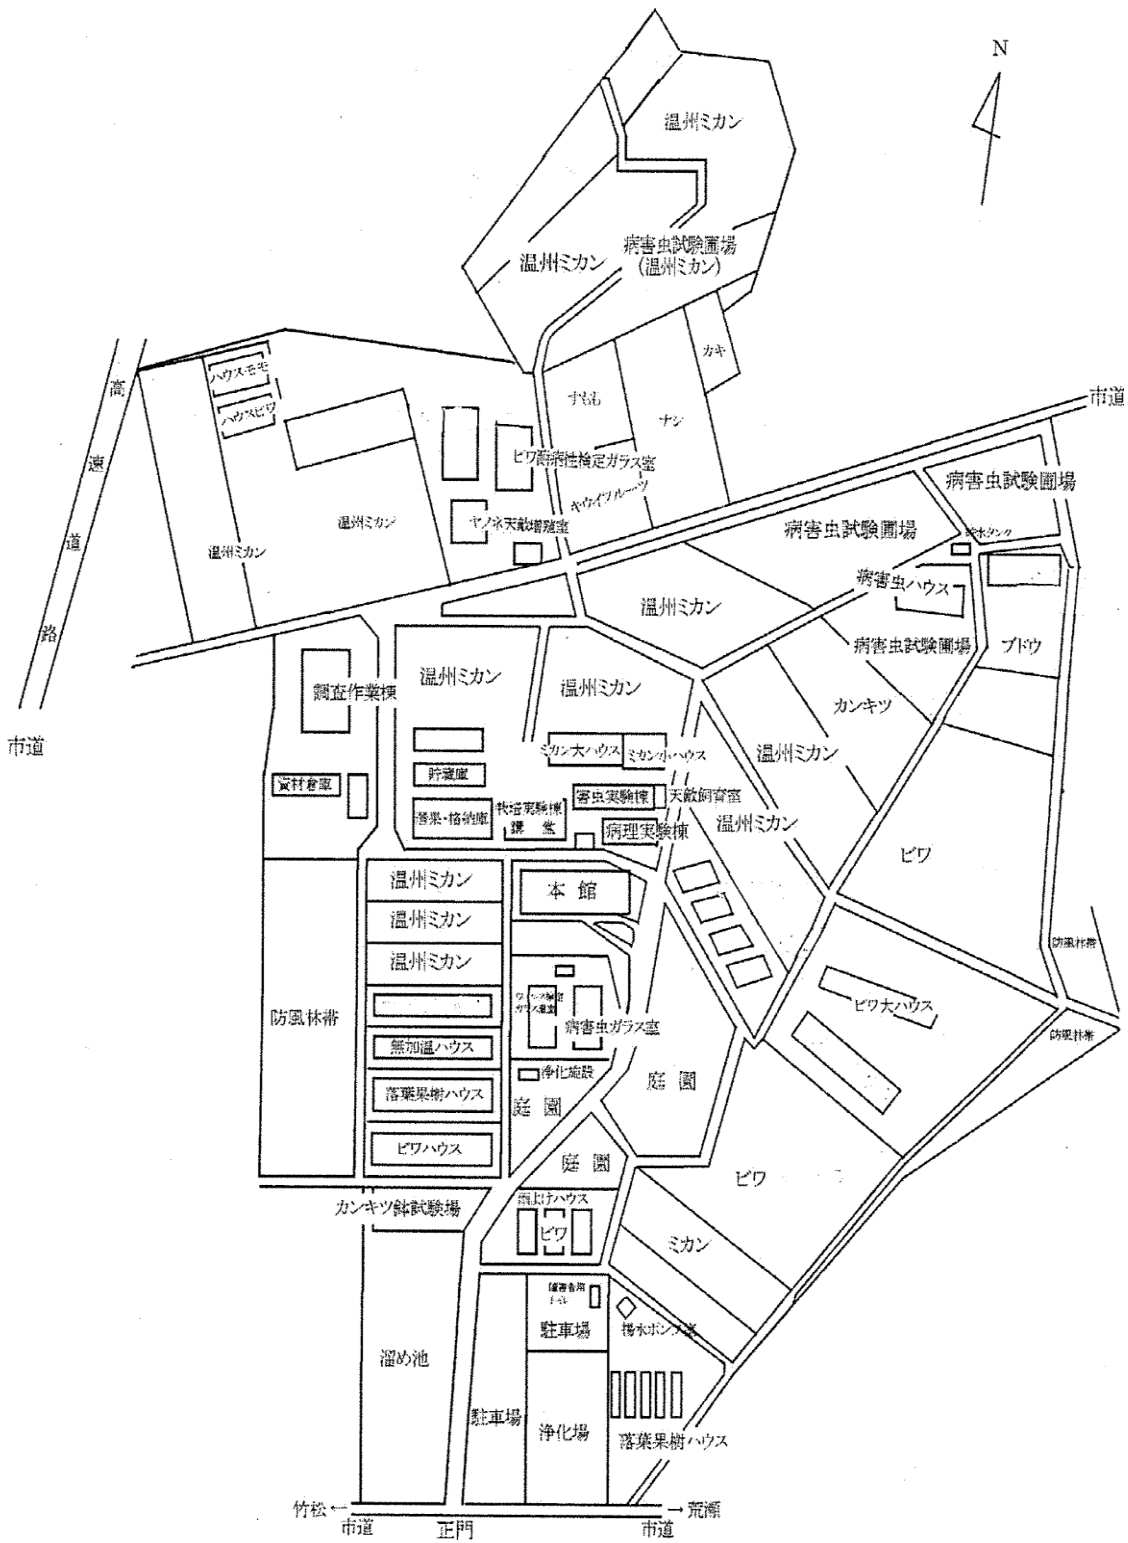 N
温州ミカン
病害虫試験圃場
(温州ミカン)
温州ミカン
カキ
ハウスモモ
ハウスビワ
すもも
ナシ
市道
高速道路
ビワ耐病性検定ガラス室
キウイフルーツ
病害虫試験圃場
温州ミカン
ヤノネ天敵増殖室
病害虫試験圃場
温州ミカン
病害虫ハウス
温州ミカン
病害虫試験圃場
ブドウ
調査作業棟
温州ミカン
温州ミカン
カンキツ
市道
ミカン大ハウス
ミカン小ハウス
温州ミカン
資材倉庫
貯蔵庫
害虫実験棟
天敵飼育室
選果・格納庫
栽培実験棟
講堂
病理実験棟
温州ミカン
ビワ
温州ミカン
本館
温州ミカン
温州ミカン
防風林帯
ビワ大ハウス
防風林帯
病害虫ガラス室
防風林帯
無加温ハウス
浄化施設
落葉果樹ハウス
庭園
庭園
ビワハウス
庭園
ビワ
カンキツ鉢試験場
雨よけハウス
ビワ
ミカン
障害者用
トイレ
駐車場
揚水ポンプ室
溜め池
駐車場
浄化場
落葉果樹ハウス
竹松←
→荒瀬
市道
正門
市道